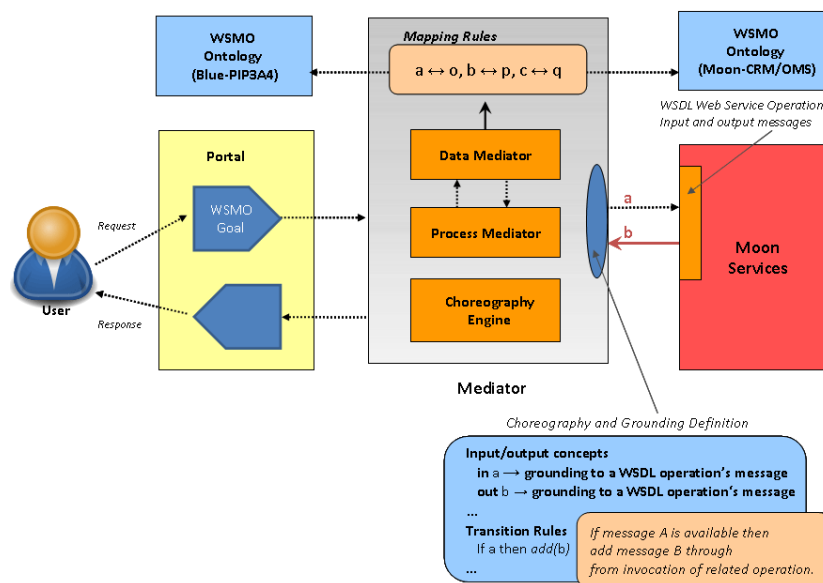 WSMO
Ontology
(Blue-PIP3A4)
Mapping Rules
a ↔ o, b ↔ p, c ↔ q
WSMO
Ontology
(Moon-CRM/OMS)
WSDL Web Service Operation
Input and output messages
Portal
Data Mediator
WSMO
Goal
Request
Process Mediator
a
b
Moon
Services
User
Response
Choreography
Engine
Mediator
Choreography and Grounding Definition
Input/output concepts
in a → grounding to a WSDL operation's message
out b → grounding to a WSDL operation's message
...
Transition Rules
If a then add(b)
...
If message A is available then
add message B through
from invocation of related operation.